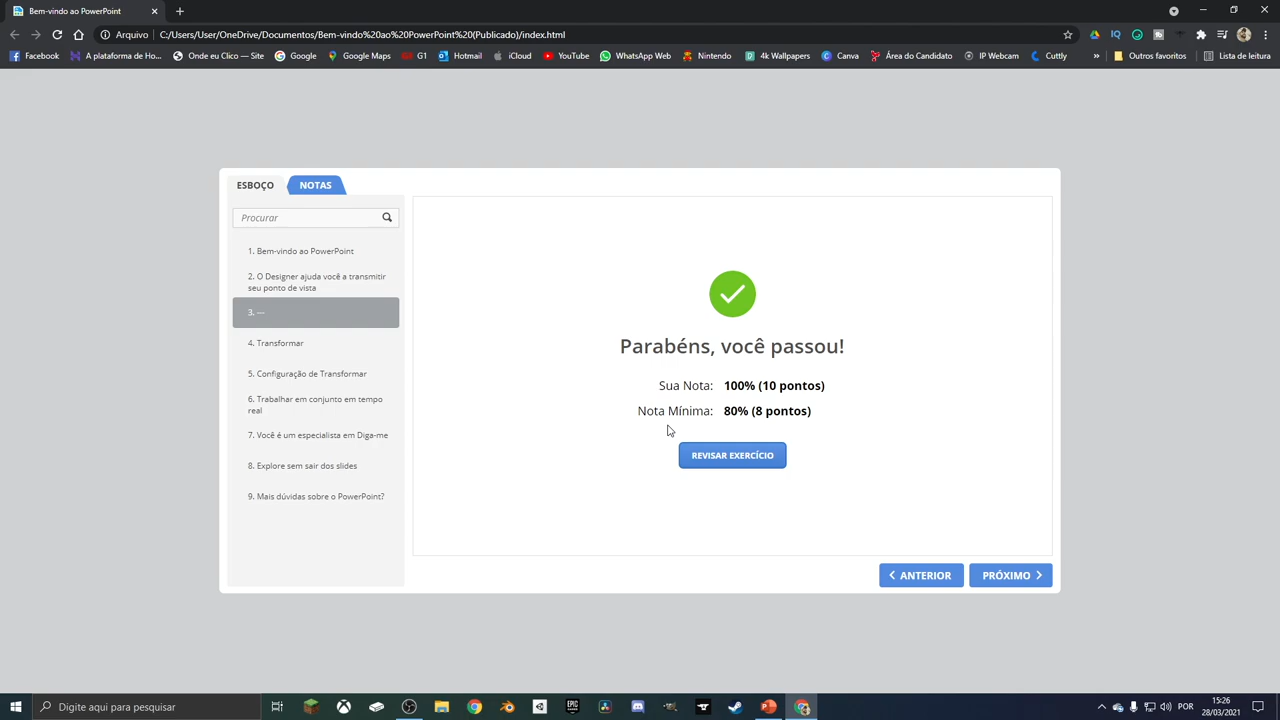 Bem-vindo ao PowerPoint
Arquivo | C:/Users/User/OneDrive/Documentos/Bem-vindo%20ao%20PowerPoint%20(Publicado)/index.html
Facebook
A plataforma de Ho...
Onde eu Clico — Site
Google
Google Maps
G1
Hotmail
iCloud
YouTube
WhatsApp Web
Nintendo
4k Wallpapers
Canva
Área do Candidato
IP Webcam
Cuttly
»
Outros favoritos
Lista de leitura
ESBOÇO
NOTAS
Procurar
1. Bem-vindo ao PowerPoint
2. O Designer ajuda você a transmitir
seu ponto de vista
3. —
4. Transformar
5. Configuração de Transformar
6. Trabalhar em conjunto em tempo
real
7. Você é um especialista em Diga-me
8. Explore sem sair dos slides
9. Mais dúvidas sobre o PowerPoint?
Parabéns, você passou!
Sua Nota: 100% (10 pontos)
Nota Mínima: 80% (8 pontos)
REVISAR EXERCÍCIO
ANTERIOR
PRÓXIMO
Digite aqui para pesquisar
EPIC
POR
15:26
28/03/2021